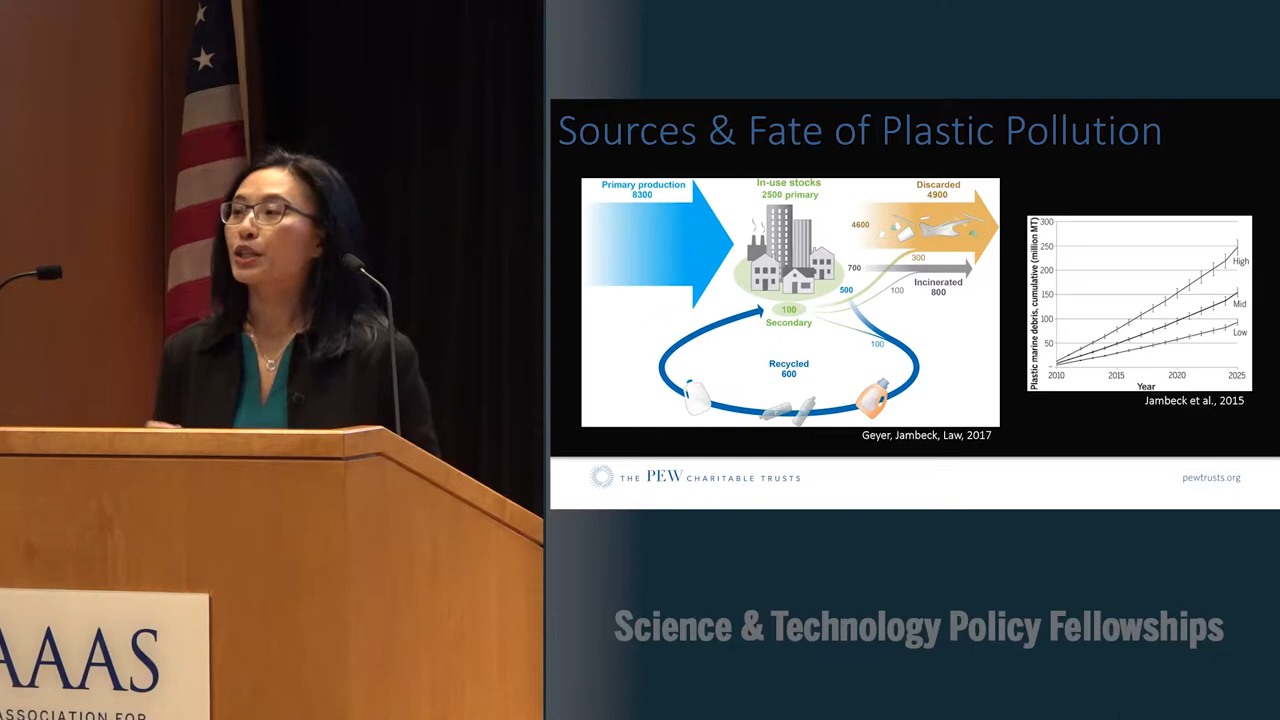 Sources & Fate of Plastic Pollution
Primary production
8300
In-use stocks
2500 primary
Discarded
4900
4600
300
700
Incinerated
800
500
100
100
Secondary
100
Recycled
600
Geyer, Jambeck, Law, 2017
Plastic marine debris, cumulative (million MT)
300
250
200
150
100
50
High
Mid
Low
2010
2015
2020
2025
Year
Jambeck et al., 2015
THE PEW CHARITABLE TRUSTS
pewtrusts.org
Science & Technology Policy Fellowships
AAAS
ASSOCIATION FOR